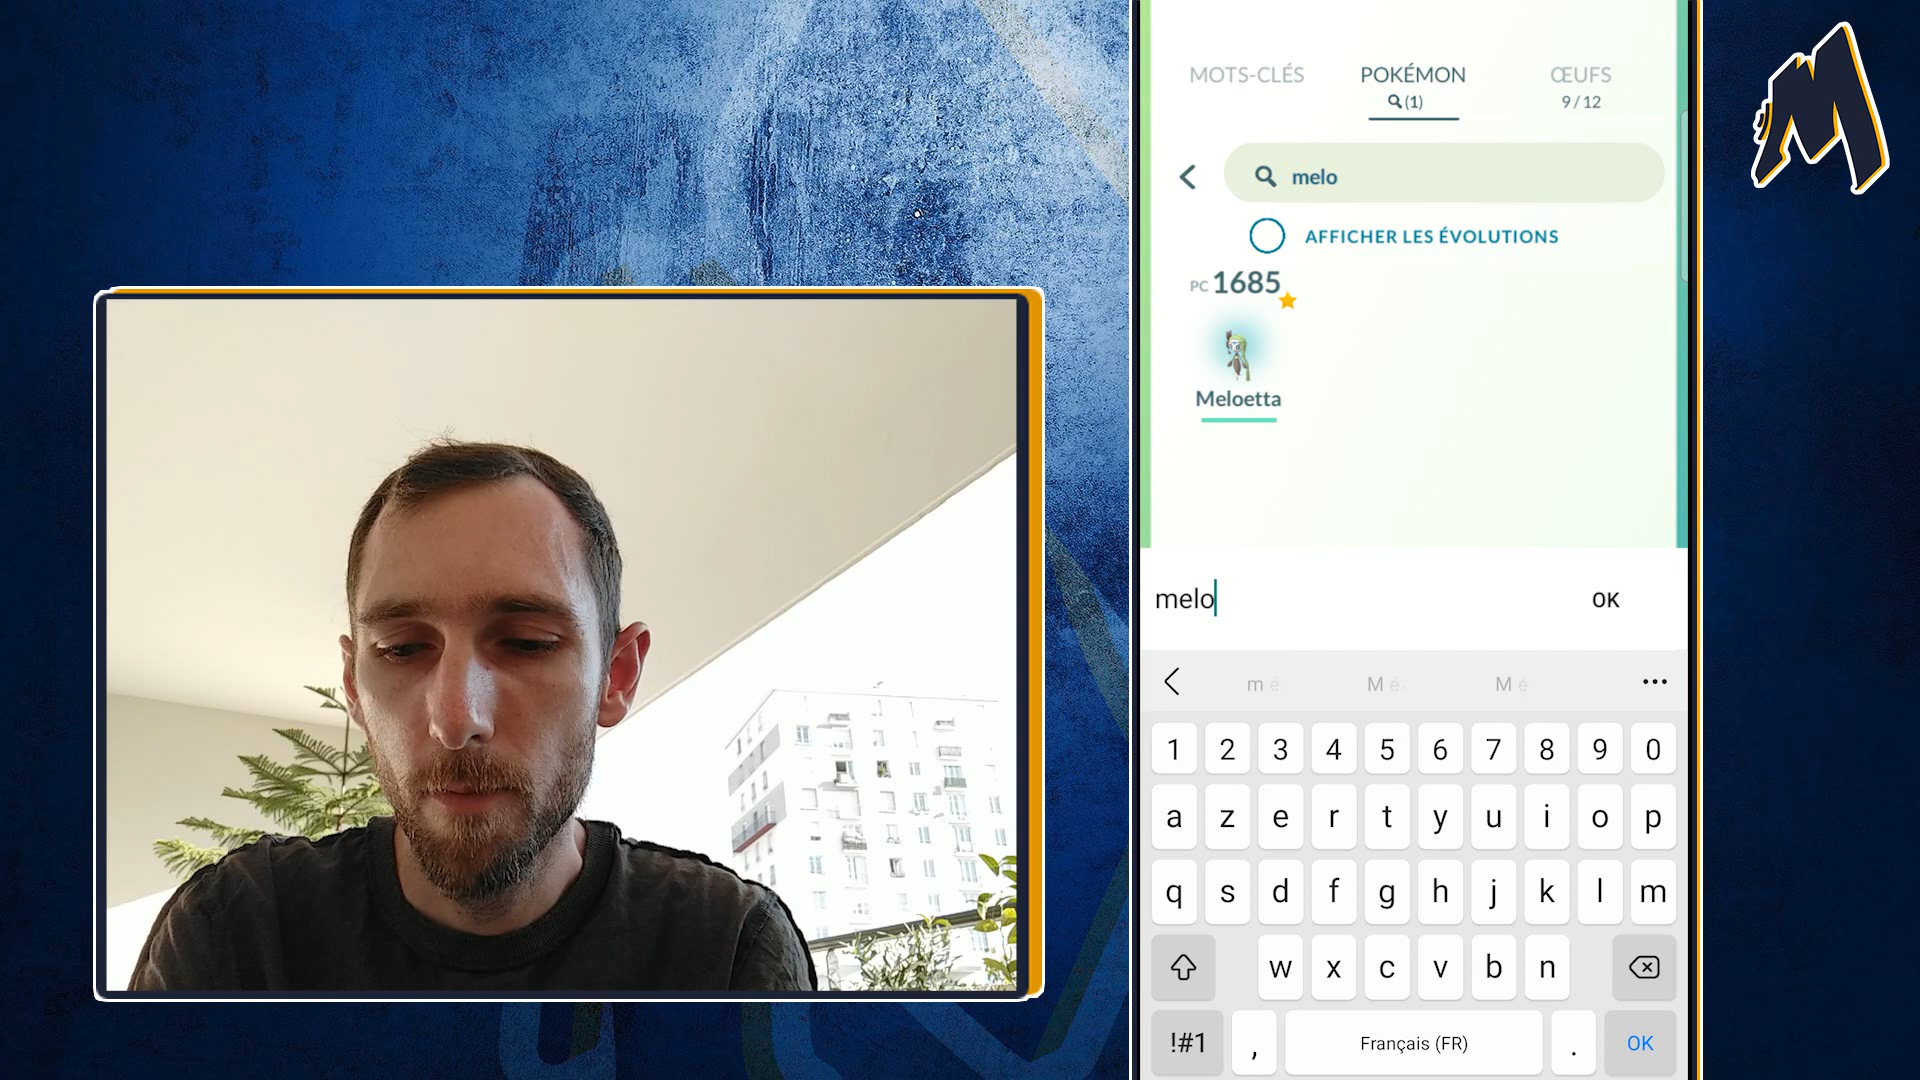 MOTS-CLÉS
POKÉMON
ŒUFS
(1)
9 / 12
melo
AFFICHER LES ÉVOLUTIONS
PC 1685
Meloetta
melo
OK
m é
M é
M é
1 2 3 4 5 6 7 8 9 0
a z e r t y u i o p
q s d f g h j k l m
w x c v b n
!#1 , Français (FR) . OK
M